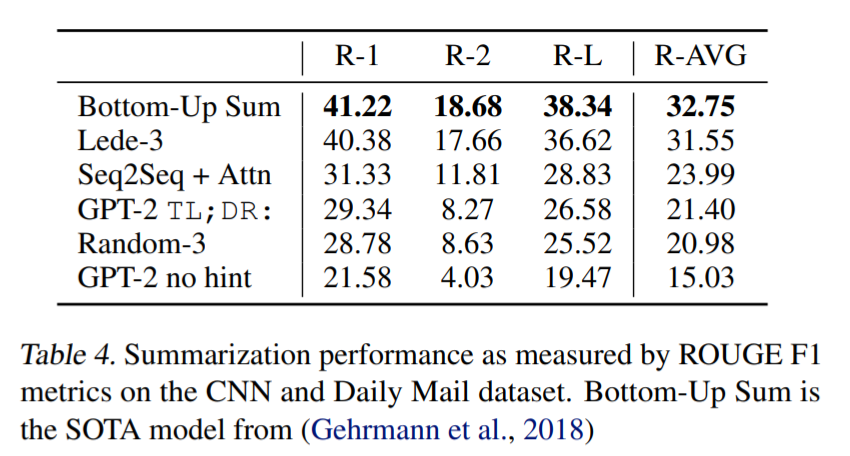 R-1 R-2 R-L R-AVG
Bottom-Up Sum 41.22 18.68 38.34 32.75
Lede-3 40.38 17.66 36.62 31.55
Seq2Seq + Attn 31.33 11.81 28.83 23.99
GPT-2 TL;DR: 29.34 8.27 26.58 21.40
Random-3 28.78 8.63 25.52 20.98
GPT-2 no hint 21.58 4.03 19.47 15.03
Table 4. Summarization performance as measured by ROUGE F1
metrics on the CNN and Daily Mail dataset. Bottom-Up Sum is
the SOTA model from (Gehrmann et al., 2018)